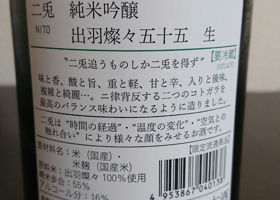 二兎 純米吟醸
NITO 出羽燦々五十五 生
"二兎追うものしか二兎を得ず"
【要冷蔵】
味と香、酸と旨、重と軽、甘と辛、入りと後味、
複雑と綺麗…。二律背反する二つのコトガラを
最高のバランス味わいになるように造りました。
二兎は"時間の経過"・"温度の変化"・"空気との
触れ合い"により様々な顔をみせるお酒です。
原材料名:米(国産)・
米麹(国産米)
【限定流通商品】
原料米:出羽燦々100%使用
精米歩合:55%
アルコール分:16%
4 953867 040138